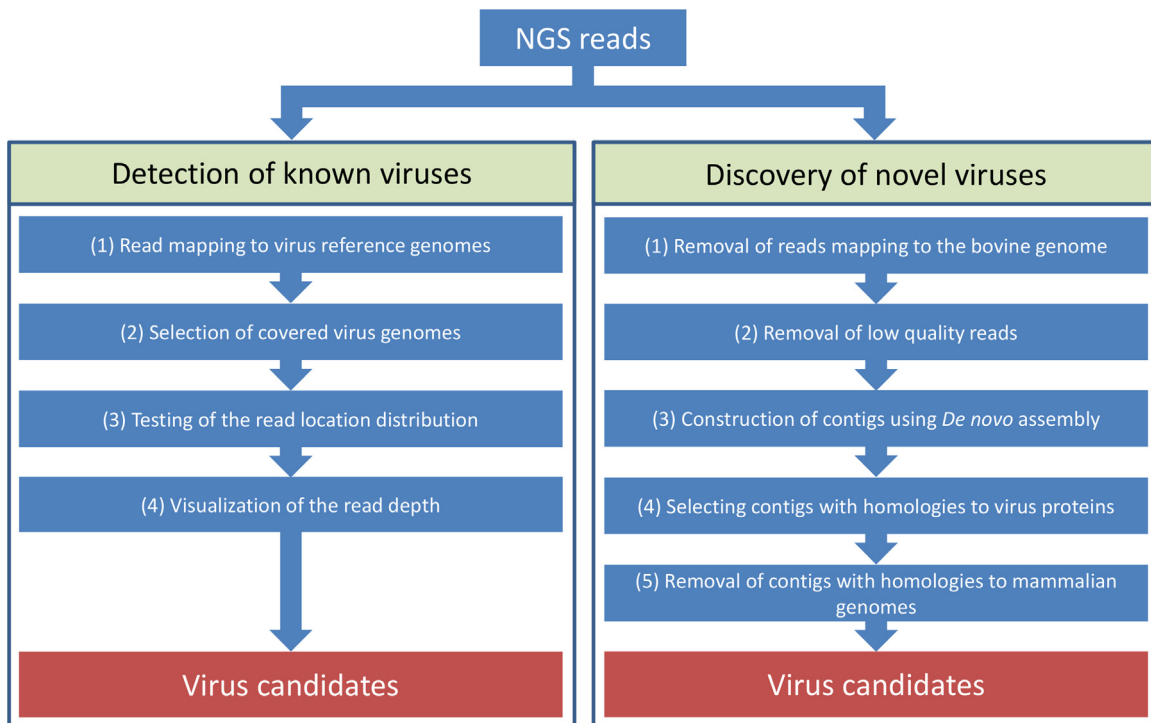 NGS reads
Detection of known viruses
(1) Read mapping to virus reference genomes
(2) Selection of covered virus genomes
(3) Testing of the read location distribution
(4) Visualization of the read depth
Virus candidates
Discovery of novel viruses
(1) Removal of reads mapping to the bovine genome
(2) Removal of low quality reads
(3) Construction of contigs using De novo assembly
(4) Selecting contigs with homologies to virus proteins
(5) Removal of contigs with homologies to mammalian
genomes
Virus candidates